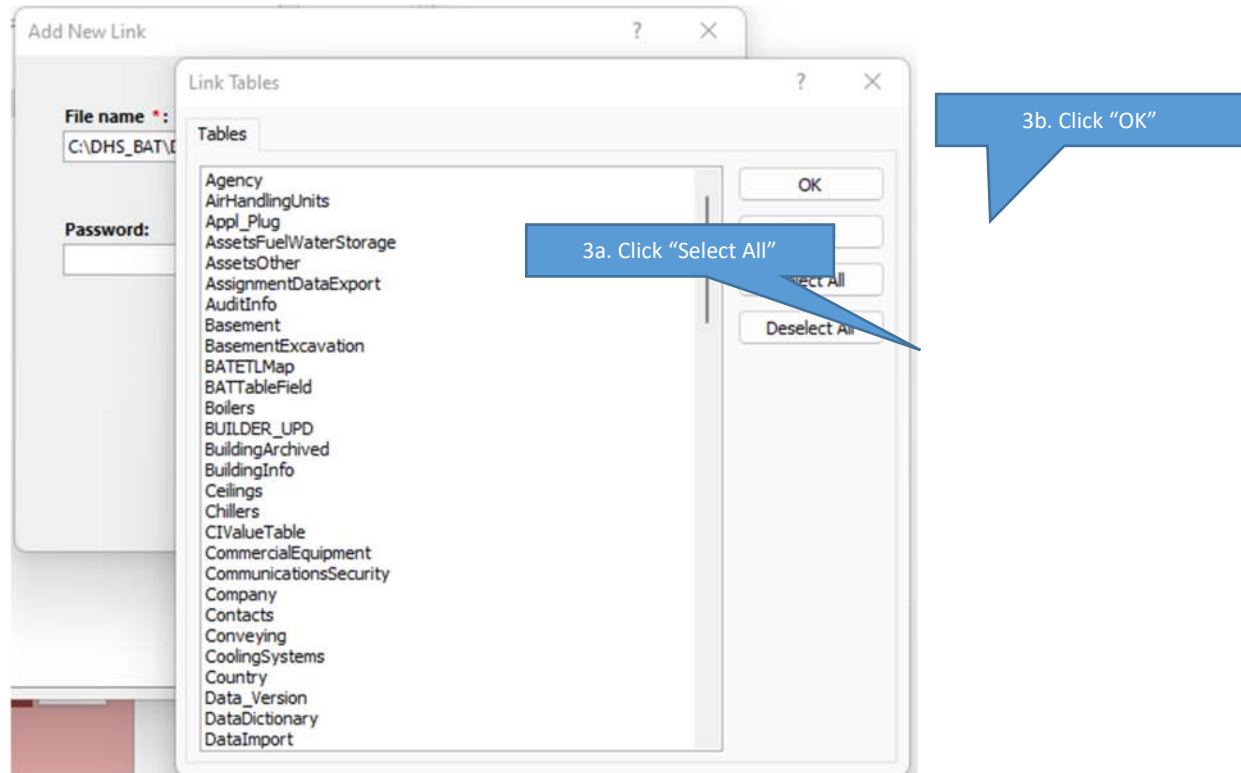 Add New Link
?
Link Tables
?
File name *:
C:\DHS_BAT\
Password:
Tables
Agency
AirHandlingUnits
Appl_Plug
AssetsFuelWaterStorage
AssetsOther
AssignmentDataExport
AuditInfo
Basement
BasementExcavation
BATETLMap
BATTableField
Boilers
BUILDER_UPD
BuildingArchived
BuildingInfo
Ceilings
Chillers
CIValueTable
CommercialEquipment
CommunicationsSecurity
Company
Contacts
Conveying
CoolingSystems
Country
Data_Version
DataDictionary
DataImport
OK
All
Deselect All
3a. Click “Select All”
3b. Click “OK”